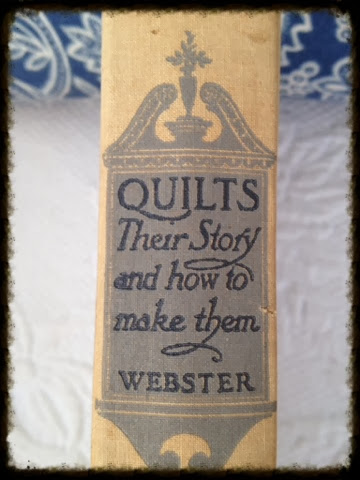 QUILTS
Their Story
and how to
make them
WEBSTER